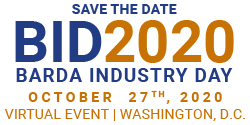 SAVE THE DATE
BID2020
BARDA INDUSTRY DAY
OCTOBER 27TH, 2020
VIRTUAL EVENT | WASHINGTON, D.C.